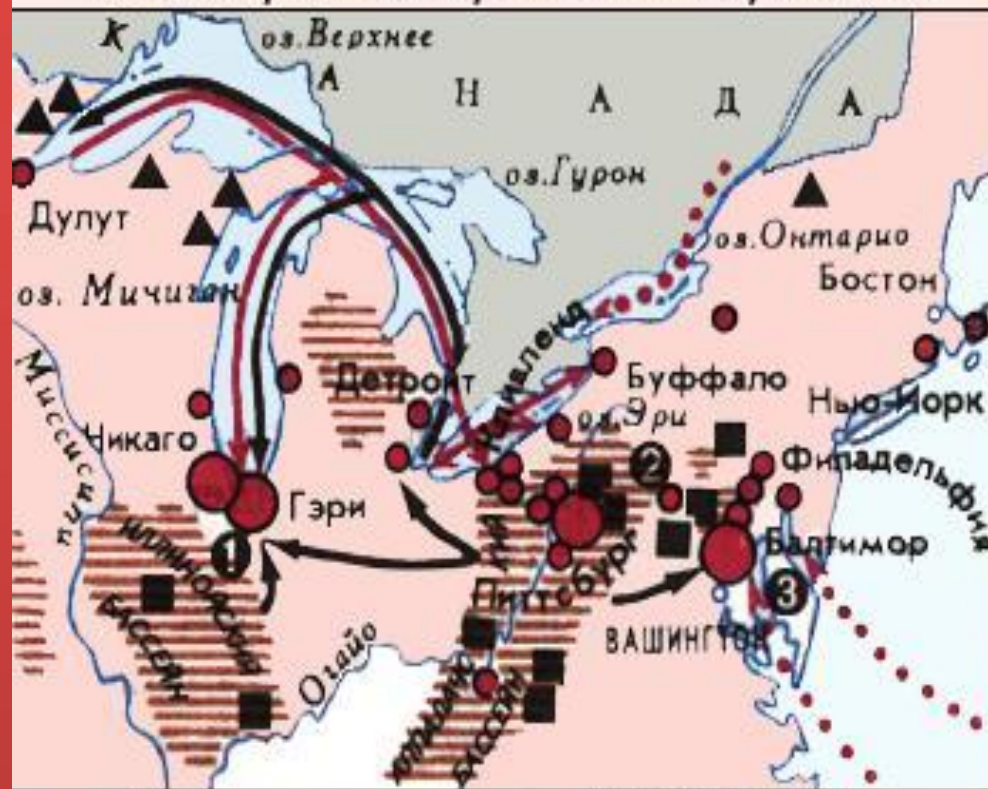 К А Н А Д А
оз.Верхнее
оз.Гурон
Дулут
оз.Онтарио
Бостон
оз. Мичиган
Кливленд
Миссисипи
Детройт
Буффало
Нью-Йорк
оз.Эри
Чикаго
2
Филадельфия
Гэри
ИЛЛИНОЙСКИЙ
БАССЕЙН
1
Питтсбург
Балтимор
3
ВАШИНГТОН
Огайо
БАССЕЙН